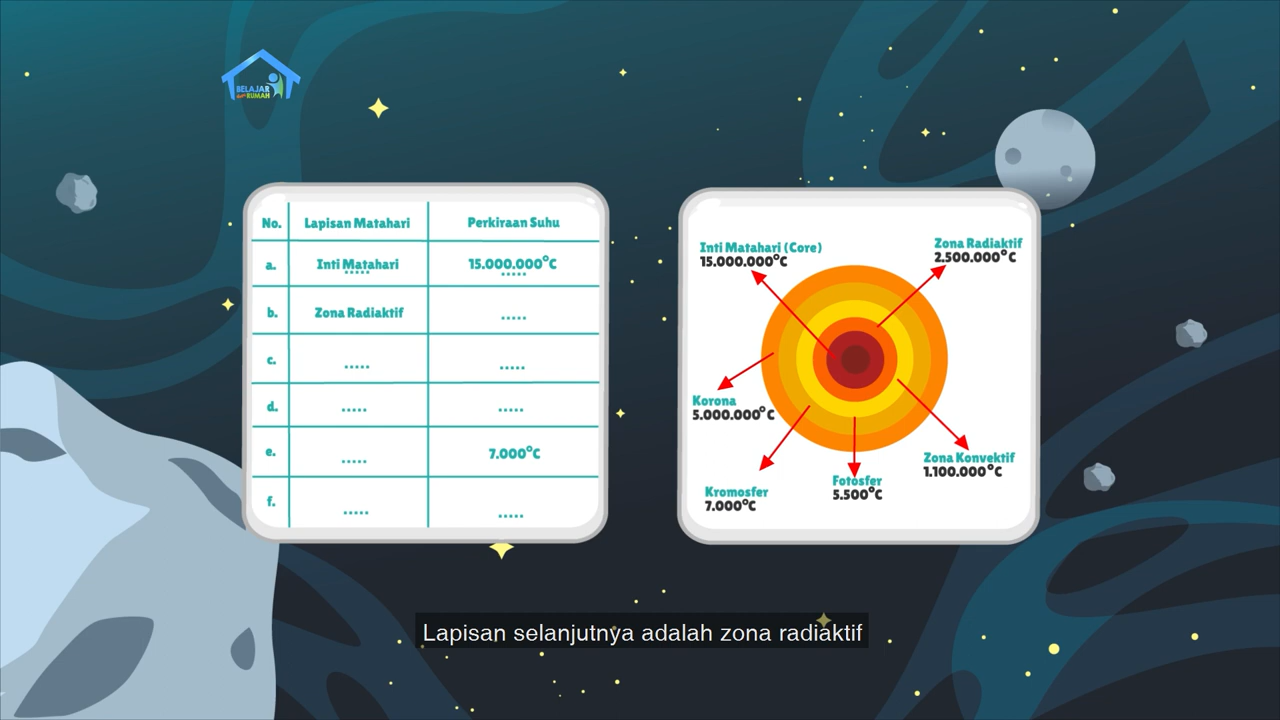 BELAJAR
dari RUMAH
No. Lapisan Matahari Perkiraan Suhu
a. Inti Matahari 15.000.000°C
..... .....
b. Zona Radiaktif .....
c. ..... .....
d. ..... .....
e. ..... 7.000°C
f. ..... .....
Inti Matahari (Core)
15.000.000°C
Zona Radiaktif
2.500.000°C
Korona
5.000.000°C
Zona Konvektif
1.100.000°C
Kromosfer
7.000°C
Fotosfer
5.500°C
Lapisan selanjutnya adalah zona radiaktif